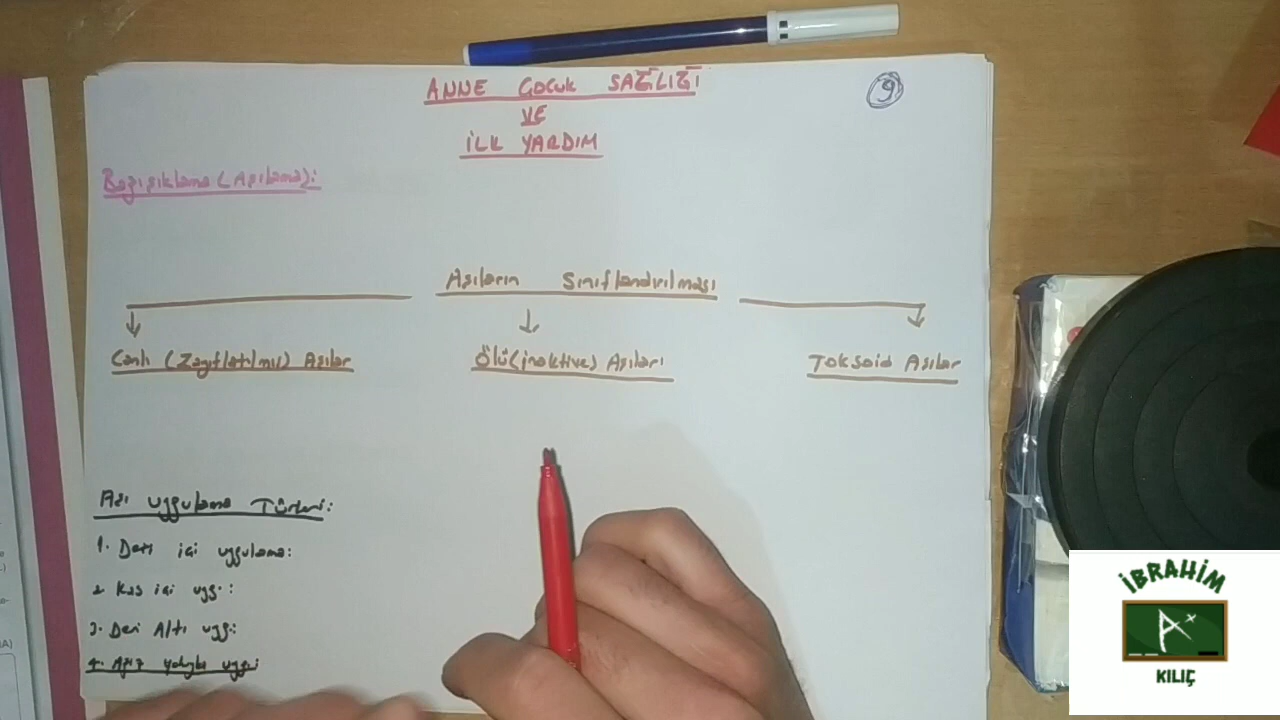 ANNE ÇOCUK SAĞLIĞI
VE
İLK YARDIM
9
Bağışıklama (Aşılama):
Aşıların Sınıflandırılması
Canlı (Zayıflatılmış) Aşılar
Ölü (inaktive) Aşıları
Toksoid Aşılar
Aşı uygulama Türleri:
1. Deri içi uygulama:
2. Kas içi uyg.:
3. Deri Altı uyg:
4. Ağız yoluyla uyg:
İBRAHİM
A+
KILIÇ